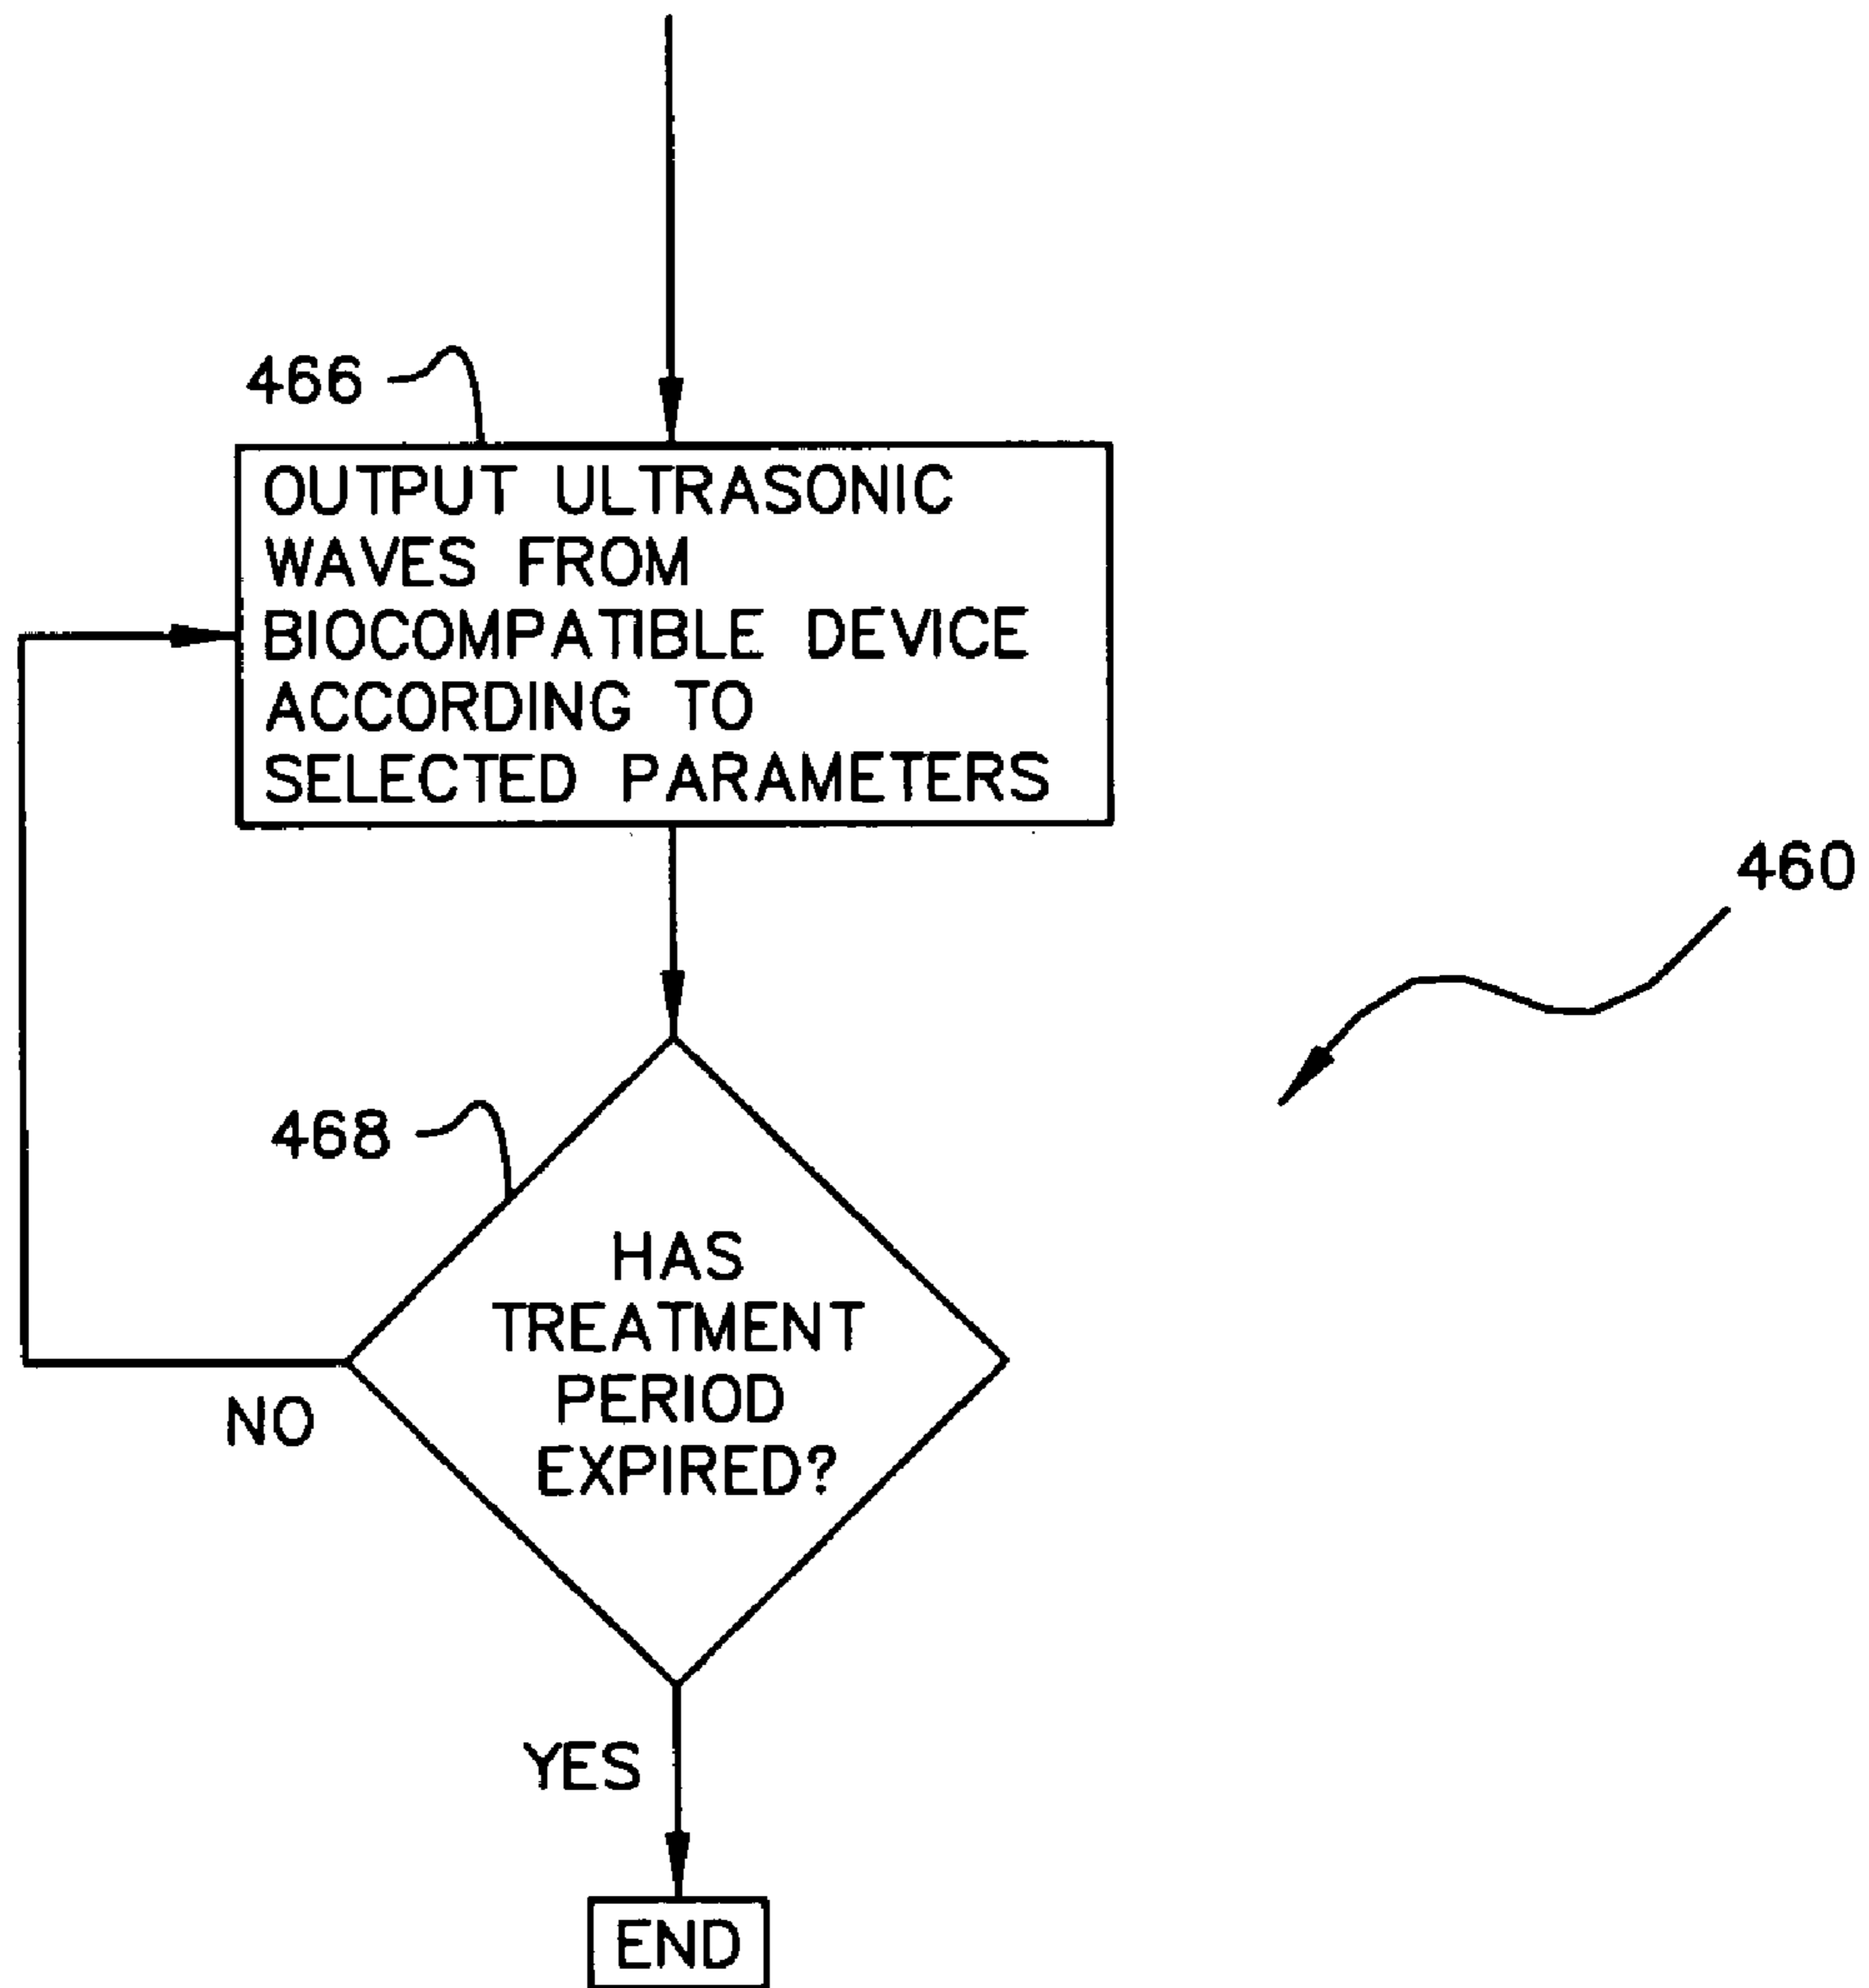 466
OUTPUT ULTRASONIC
WAVES FROM
BIOCOMPATIBLE DEVICE
ACCORDING TO
SELECTED PARAMETERS
460
468
HAS
TREATMENT
PERIOD
EXPIRED?
NO
YES
END